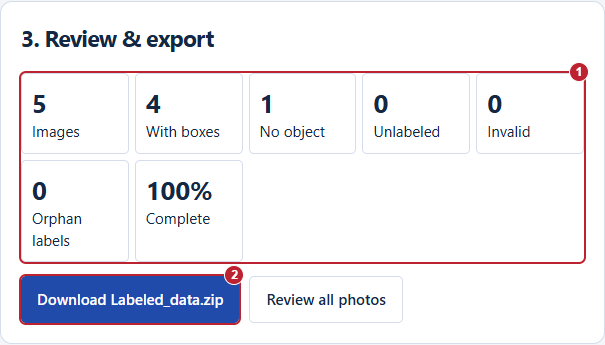 3. Review & export
1
5
4
1
0
0
Images
With boxes
No object
Unlabeled
Invalid
0
100%
Orphan
labels
Complete
2
Download Labeled_data.zip
Review all photos